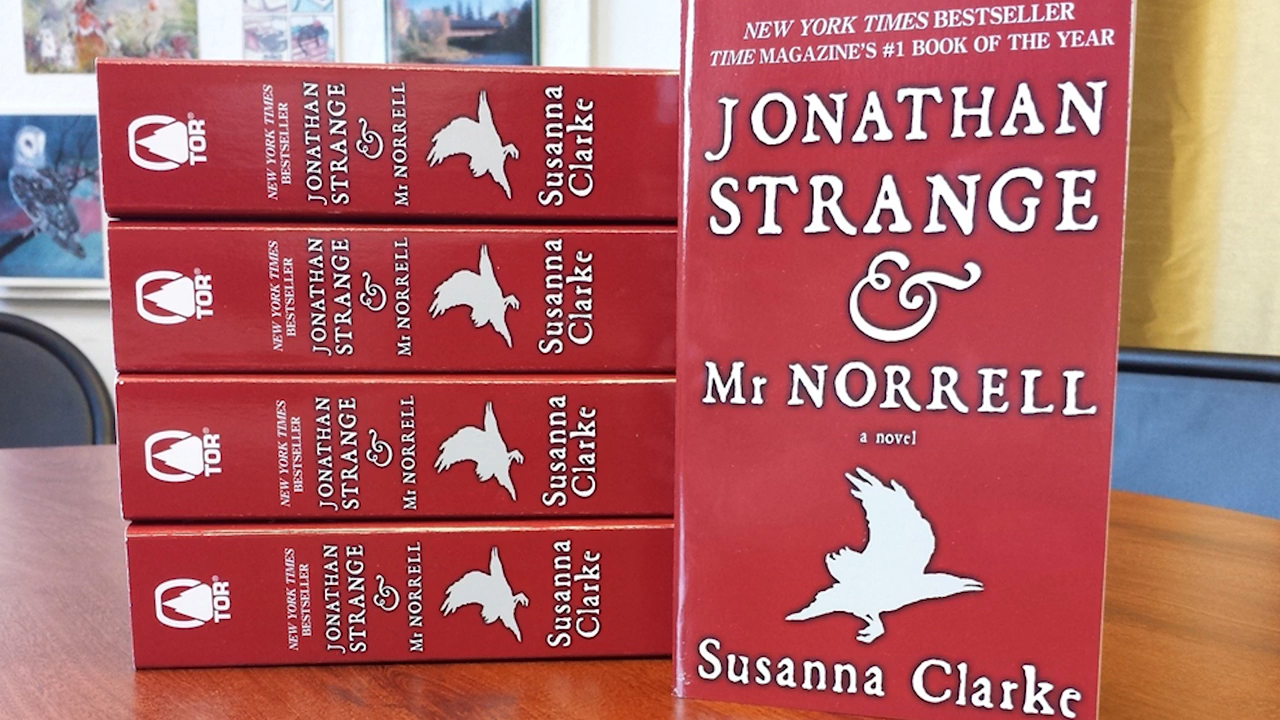 TOR®
NEW YORK TIMES
BESTSELLER
JONATHAN
STRANGE
&
Mr NORRELL
Susanna
Clarke
TOR®
NEW YORK TIMES
BESTSELLER
JONATHAN
STRANGE
&
Mr NORRELL
Susanna
Clarke
TOR®
NEW YORK TIMES
BESTSELLER
JONATHAN
STRANGE
&
Mr NORRELL
Susanna
Clarke
TOR®
NEW YORK TIMES
BESTSELLER
JONATHAN
STRANGE
&
Mr NORRELL
Susanna
Clarke
NEW YORK TIMES BESTSELLER
TIME MAGAZINE'S #1 BOOK OF THE YEAR
JONATHAN
STRANGE
&
Mr NORRELL
a novel
Susanna Clarke